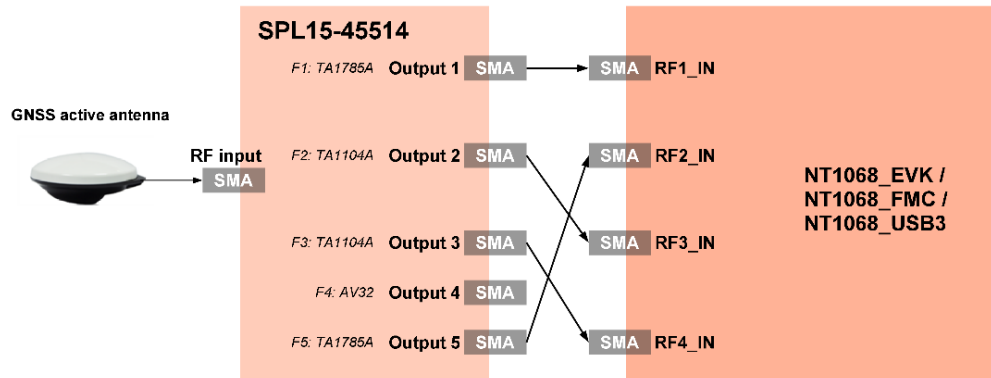 SPL15-45514
F1: TA1785A Output 1 SMA SMA RF1_IN
GNSS active antenna
RF input
SMA
F2: TA1104A Output 2 SMA SMA RF2_IN
NT1068_EVK /
NT1068_FMC /
NT1068_USB3
F3: TA1104A Output 3 SMA SMA RF3_IN
F4: AV32 Output 4 SMA
F5: TA1785A Output 5 SMA SMA RF4_IN